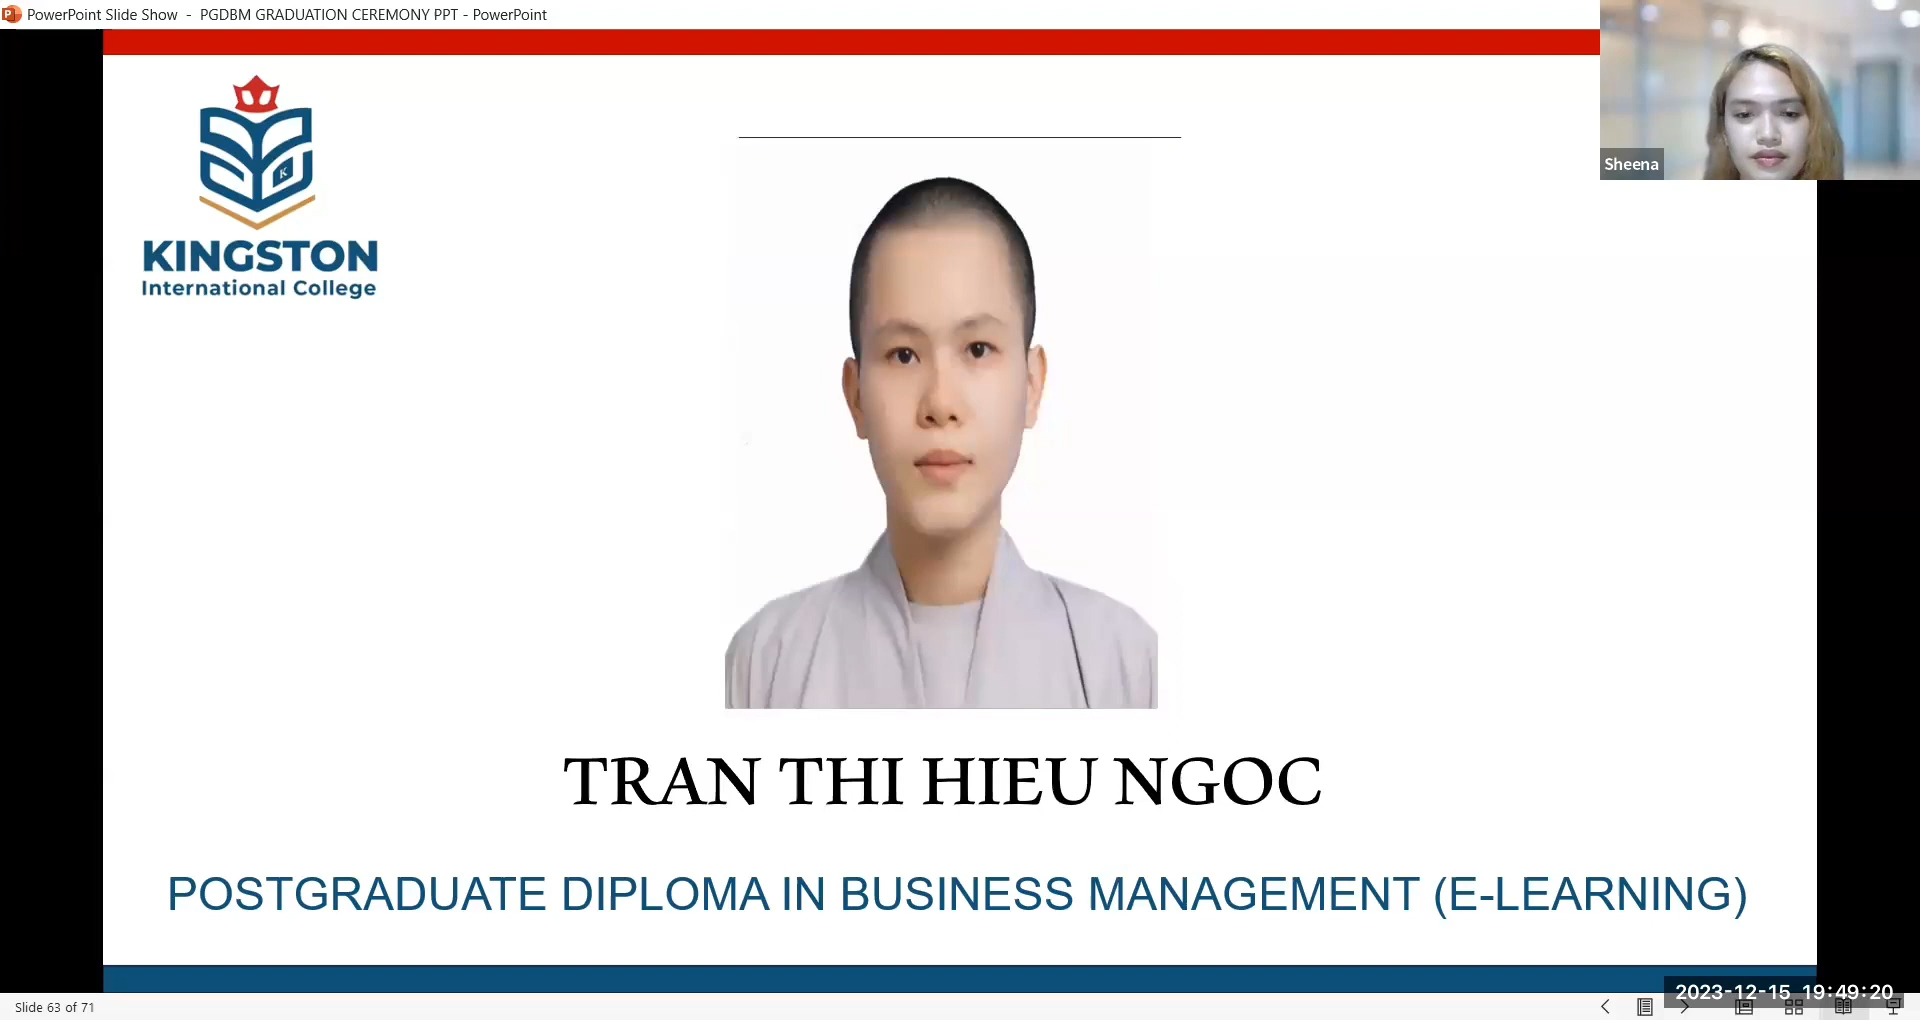 PowerPoint Slide Show - PGDBM GRADUATION CEREMONY PPT - PowerPoint
K
KINGSTON
International College
Sheena
TRAN THI HIEU NGOC
POSTGRADUATE DIPLOMA IN BUSINESS MANAGEMENT (E-LEARNING)
Slide 63 of 71
2023-12-15 19:49:20